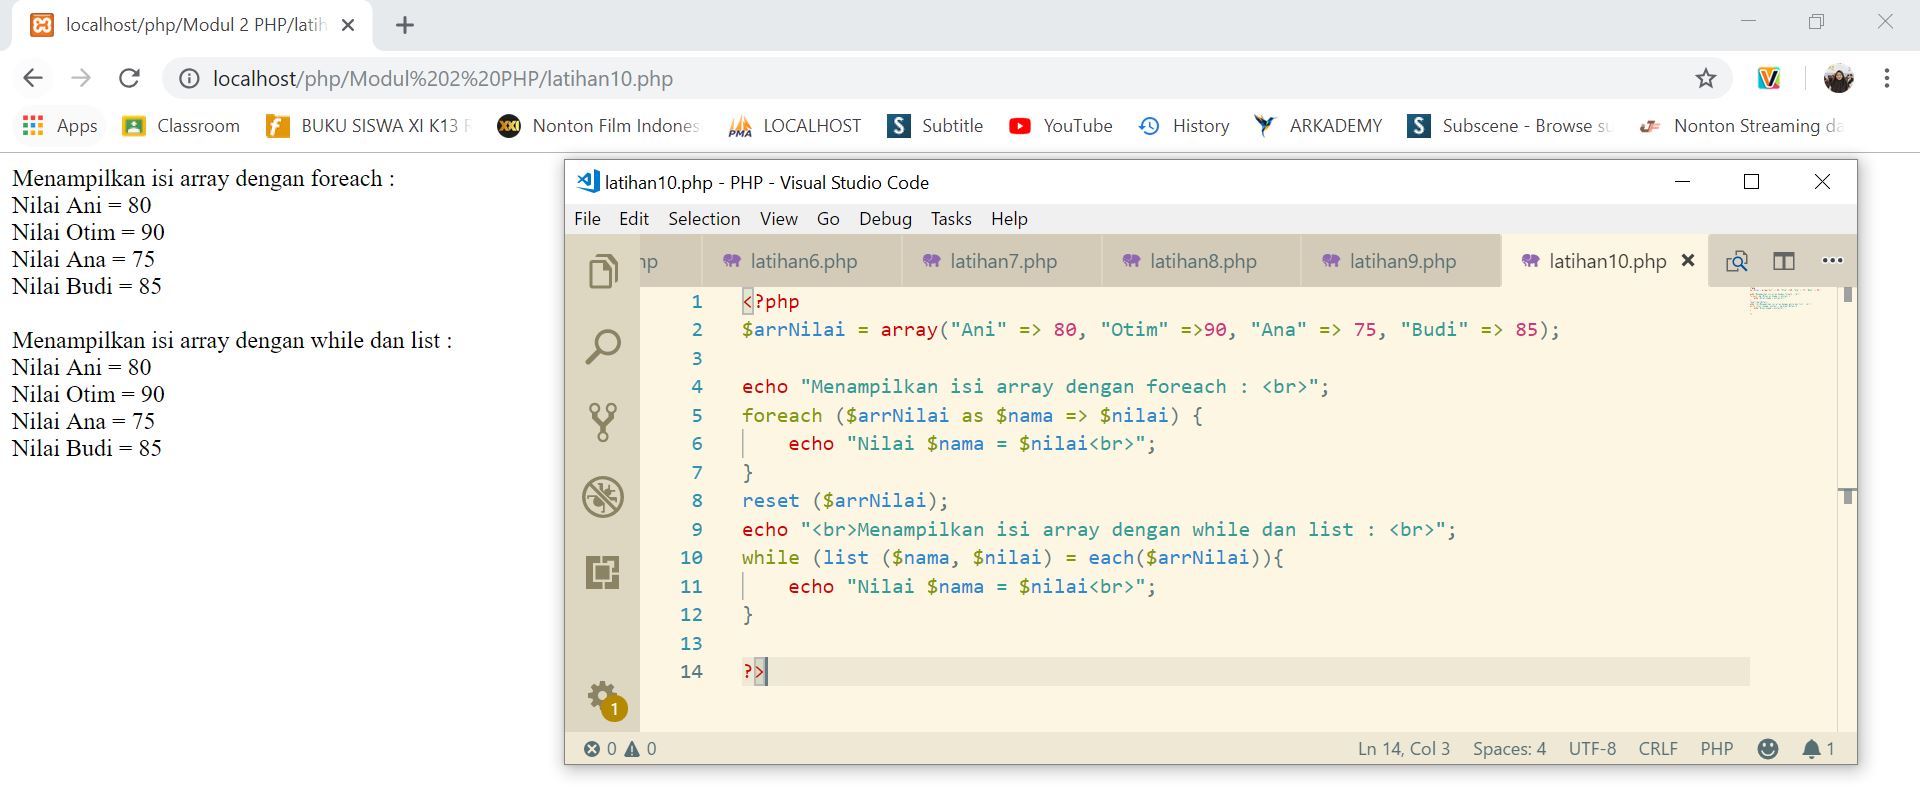 localhost/php/Modul 2 PHP/latih
localhost/php/Modul%202%20PHP/latihan10.php
Apps Classroom BUKU SISWA XI K13 Nonton Film Indones LOCALHOST Subtitle YouTube History ARKADEMY Subscene - Browse su Nonton Streaming da
Menampilkan isi array dengan foreach :
Nilai Ani = 80
Nilai Otim = 90
Nilai Ana = 75
Nilai Budi = 85
Menampilkan isi array dengan while dan list :
Nilai Ani = 80
Nilai Otim = 90
Nilai Ana = 75
Nilai Budi = 85
latihan10.php - PHP - Visual Studio Code
File Edit Selection View Go Debug Tasks Help
hp latihan6.php latihan7.php latihan8.php latihan9.php latihan10.php
1 <?php
2 $arrNilai = array("Ani" => 80, "Otim" =>90, "Ana" => 75, "Budi" => 85);
3
4 echo "Menampilkan isi array dengan foreach : <br>";
5 foreach ($arrNilai as $nama => $nilai) {
6 echo "Nilai $nama = $nilai<br>";
7 }
8 reset ($arrNilai);
9 echo "<br>Menampilkan isi array dengan while dan list : <br>";
10 while (list ($nama, $nilai) = each($arrNilai)){
11 echo "Nilai $nama = $nilai<br>";
12 }
13
14 ?>
1
0 0 Ln 14, Col 3 Spaces: 4 UTF-8 CRLF PHP 1